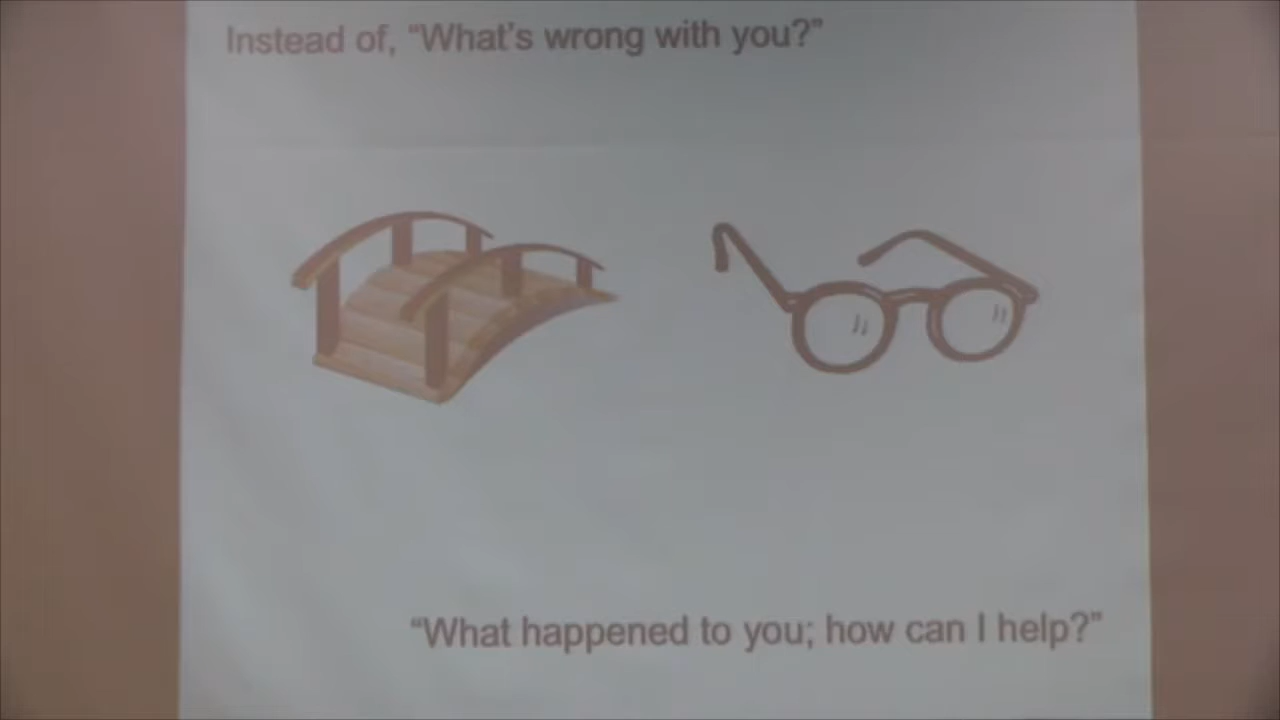 Instead of, “What’s wrong with you?”
“What happened to you; how can I help?”